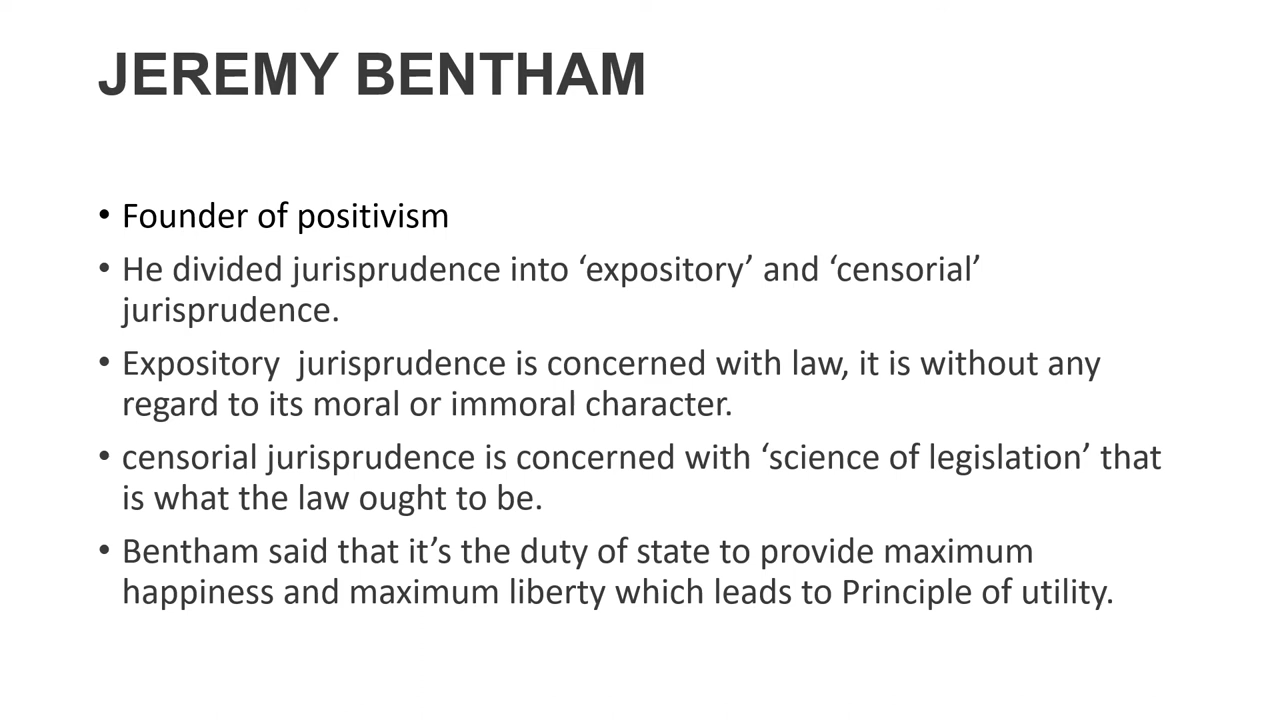 JEREMY BENTHAM
• Founder of positivism
• He divided jurisprudence into ‘expository’ and ‘censorial’
jurisprudence.
• Expository  jurisprudence is concerned with law, it is without any
regard to its moral or immoral character.
• censorial jurisprudence is concerned with ‘science of legislation’ that
is what the law ought to be.
• Bentham said that it’s the duty of state to provide maximum
happiness and maximum liberty which leads to Principle of utility.